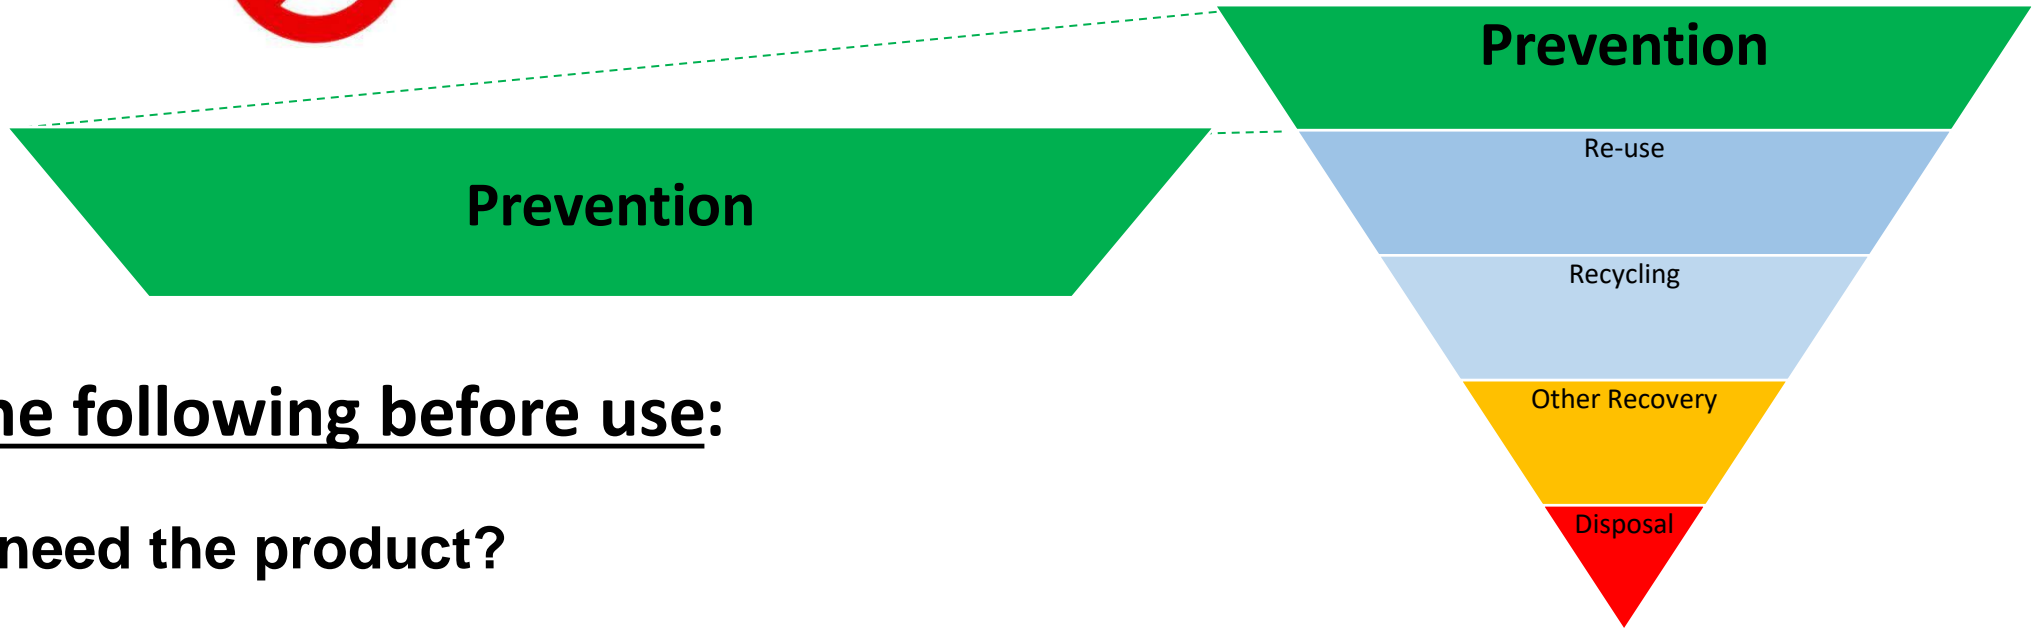 Prevention
Re-use
Recycling
Other Recovery
Disposal
Prevention
following before use:
need the product?